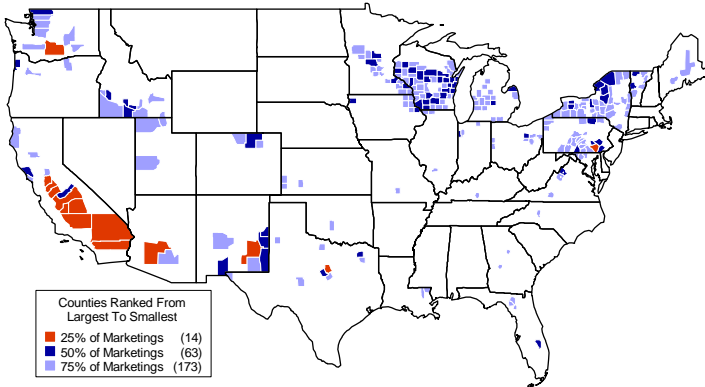 Counties Ranked From
Largest To Smallest
25% of Marketings (14)
50% of Marketings (63)
75% of Marketings (173)